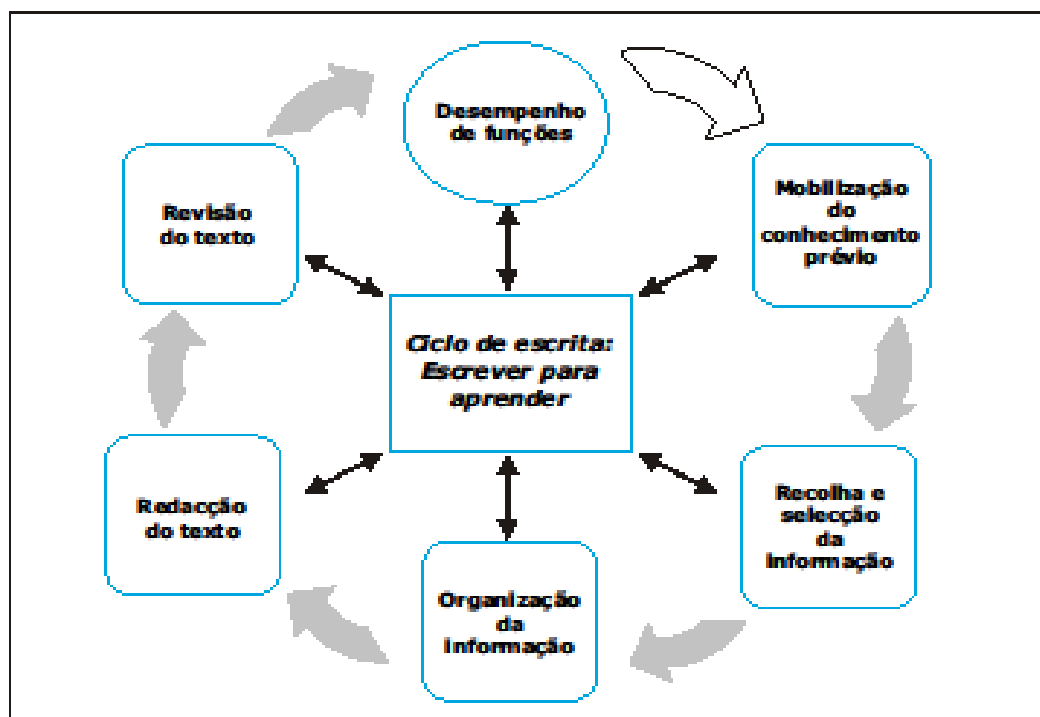 Desempenho
de funções
Mobilização
do
conhecimento
prévio
Recolha e
selecção
da
informação
Organização
da
informação
Redacção
do texto
Revisão
do texto
Ciclo de escrita:
Escrever para
aprender